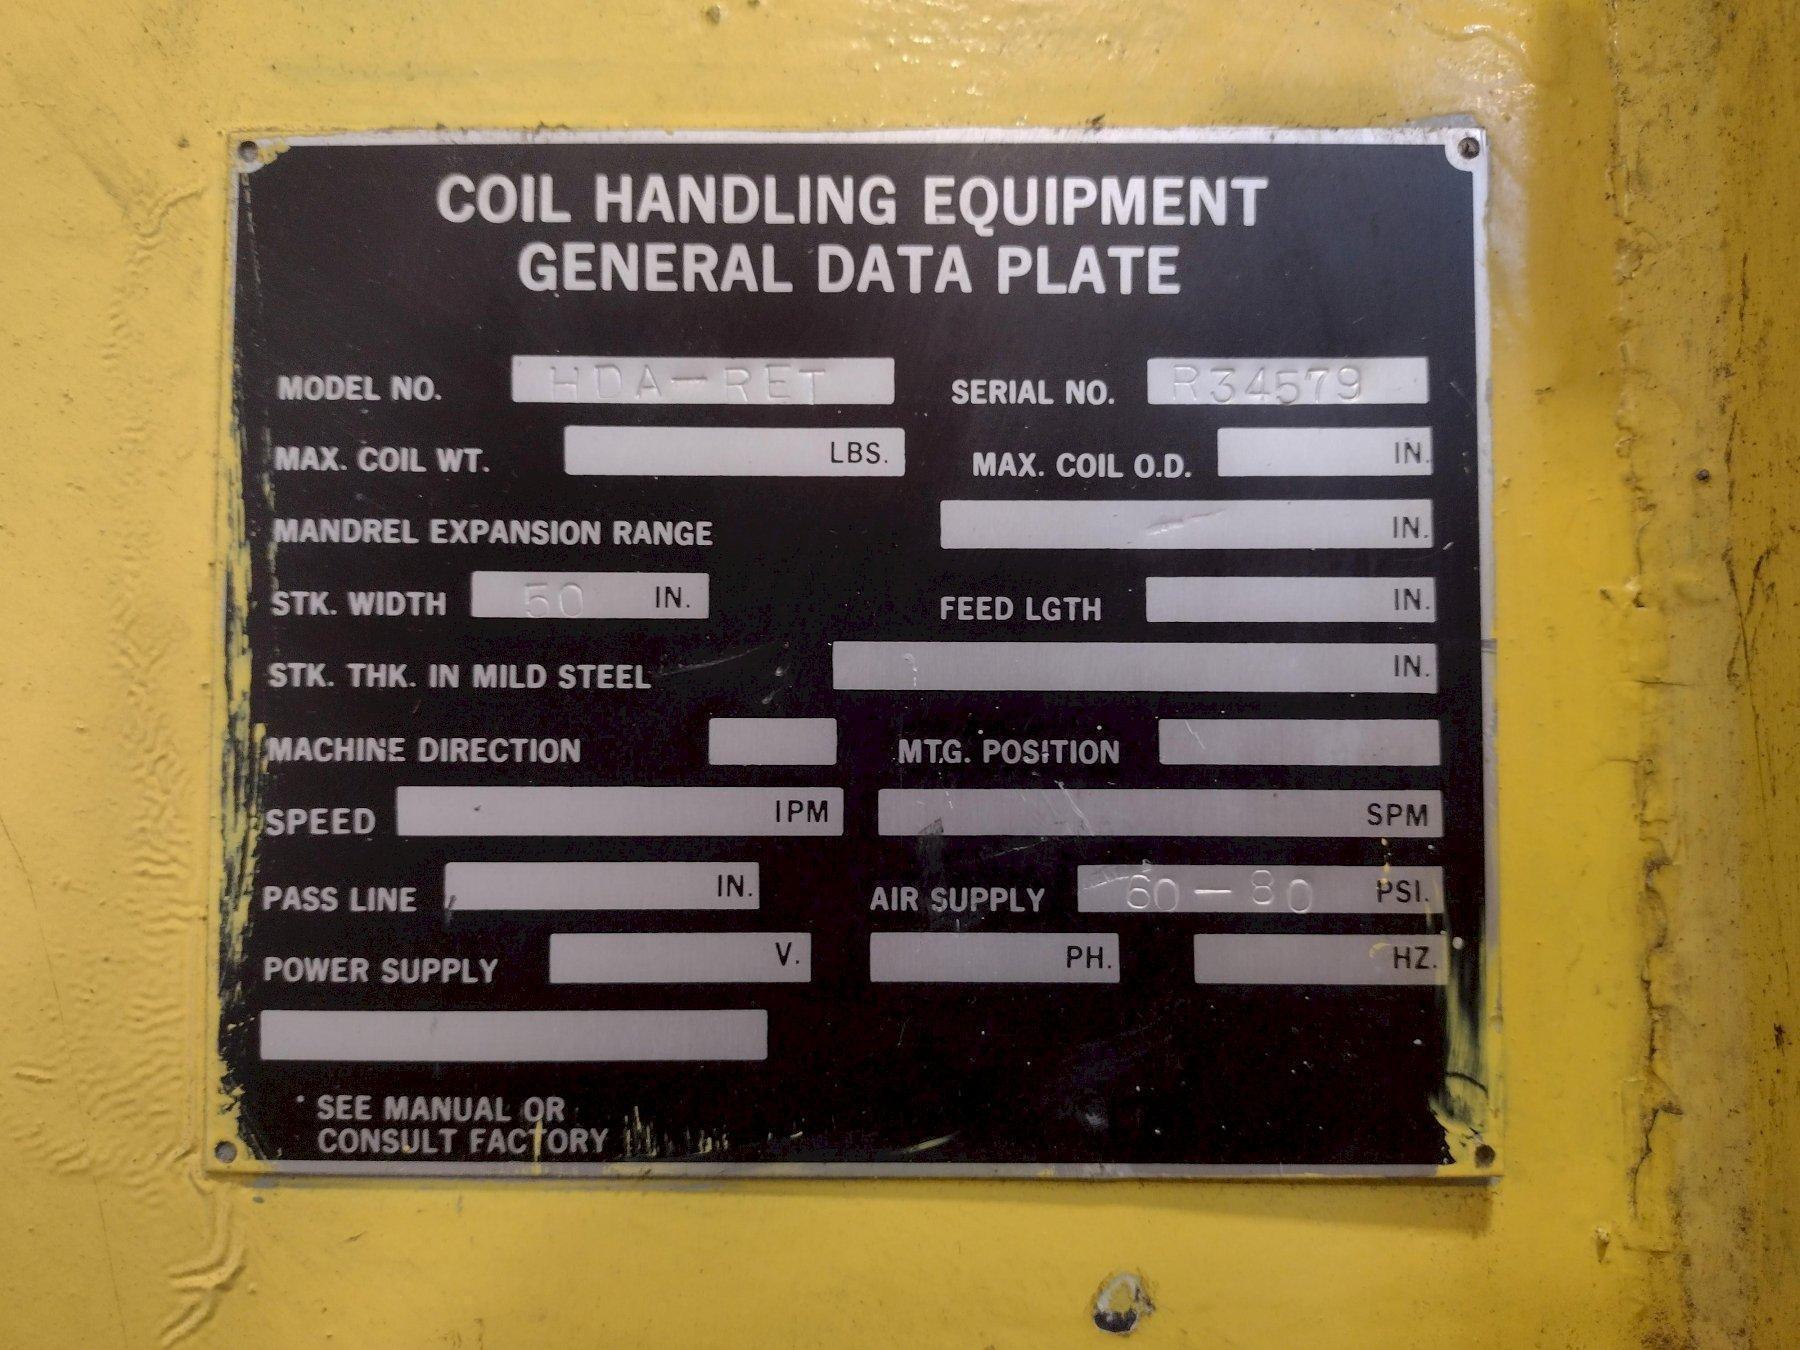 COIL HANDLING EQUIPMENT
GENERAL DATA PLATE
MODEL NO. HDA-RET SERIAL NO. R34579
MAX. COIL WT. LBS. MAX. COIL O.D. IN.
MANDREL EXPANSION RANGE IN.
STK. WIDTH 50 IN. FEED LGTH IN.
STK. THK. IN MILD STEEL IN.
MACHINE DIRECTION MTG. POSITION
SPEED IPM SPM
PASS LINE IN. AIR SUPPLY 60-80 PSI.
POWER SUPPLY V. PH. HZ.
SEE MANUAL OR
CONSULT FACTORY